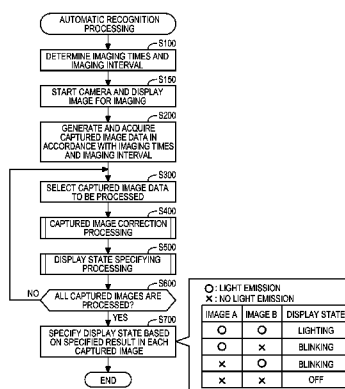 AUTOMATIC RECOGNITION
PROCESSING
S100
DETERMINE IMAGING TIMES AND
IMAGING INTERVAL
S150
START CAMERA AND DISPLAY
IMAGE FOR IMAGING
S200
GENERATE AND ACQUIRE
CAPTURED IMAGE DATA IN
ACCORDANCE WITH IMAGING TIMES
AND IMAGING INTERVAL
S300
SELECT CAPTURED IMAGE DATA
TO BE PROCESSED
S400
CAPTURED IMAGE CORRECTION
PROCESSING
S500
DISPLAY STATE SPECIFYING
PROCESSING
S600
NO
ALL CAPTURED IMAGES ARE
PROCESSED?
YES
S700
SPECIFY DISPLAY STATE BASED
ON SPECIFIED RESULT IN EACH
CAPTURED IMAGE
END
O : LIGHT EMISSION
× : NO LIGHT EMISSION
IMAGE A IMAGE B DISPLAY STATE
O O LIGHTING
O × BLINKING
× O BLINKING
× × OFF